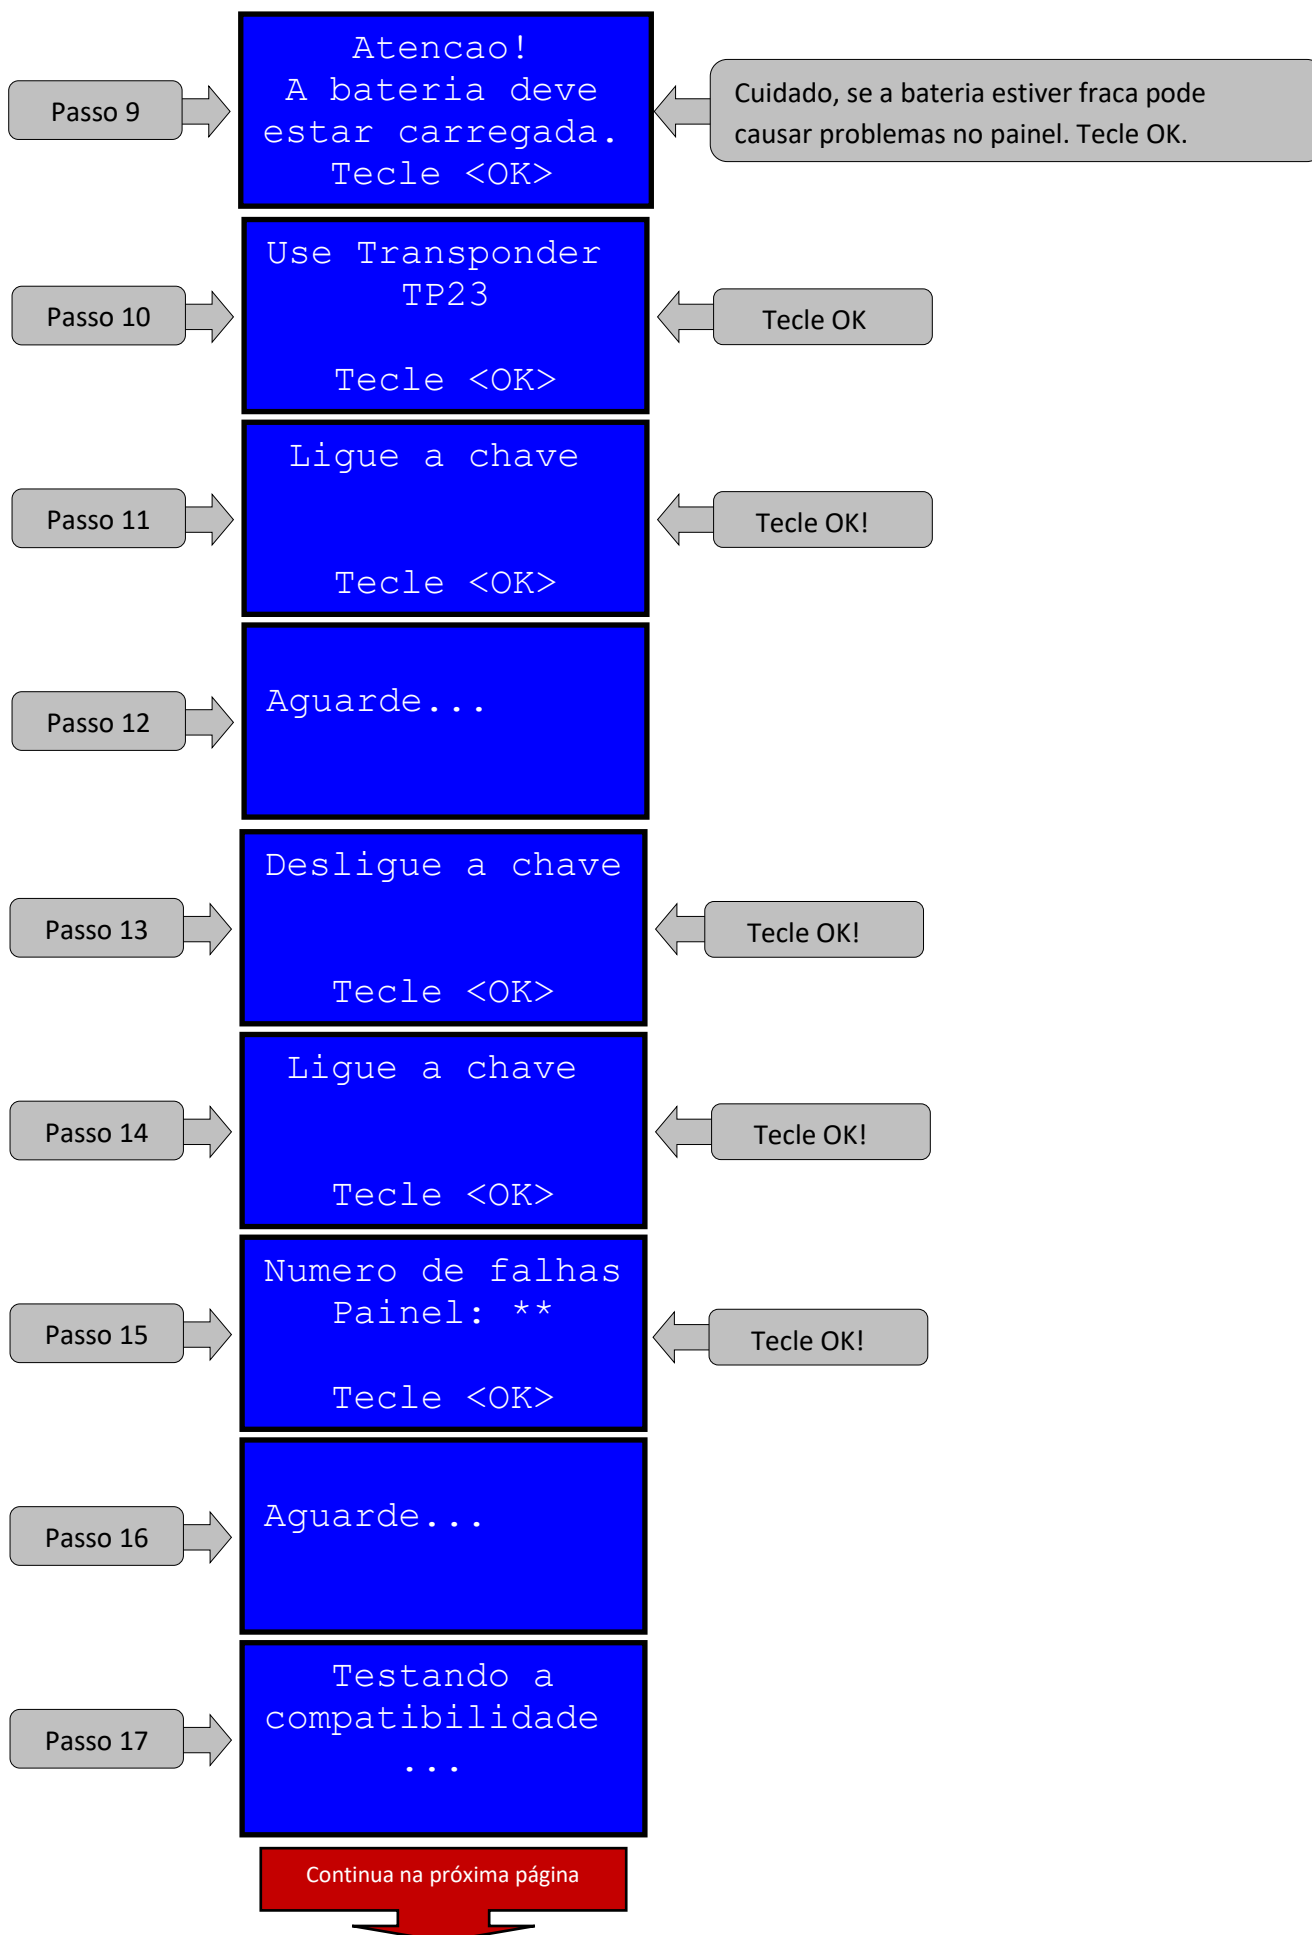 Passo 9
Atencao!
A bateria deve
estar carregada.
Tecle <OK>
Cuidado, se a bateria estiver fraca pode
causar problemas no painel. Tecle OK.
Passo 10
Use Transponder
TP23
Tecle <OK>
Tecle OK
Passo 11
Ligue a chave
Tecle <OK>
Tecle OK!
Passo 12
Aguarde...
Passo 13
Desligue a chave
Tecle <OK>
Tecle OK!
Passo 14
Ligue a chave
Tecle <OK>
Tecle OK!
Passo 15
Numero de falhas
Painel: **
Tecle <OK>
Tecle OK!
Passo 16
Aguarde...
Passo 17
Testando a
compatibilidade
...
Continua na próxima página